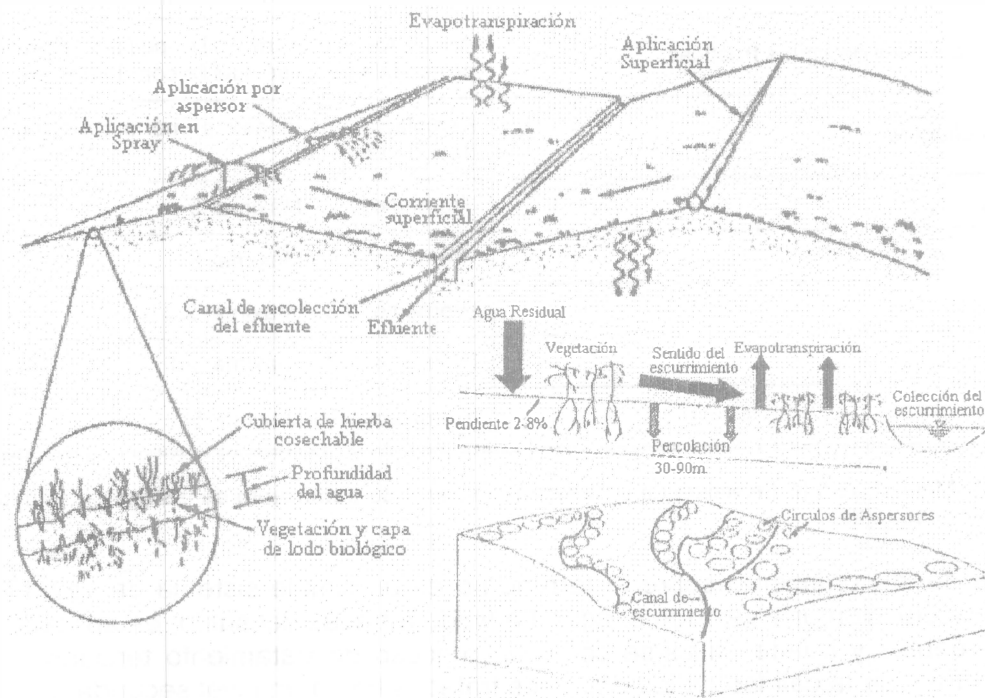 Evapotranspiración
Aplicación
Superficial
Aplicación por
aspersor
Aplicación en
Spray
Corriente
superficial
Canal de recolección
del efluente
Efluente
Agua Residual
Vegetación
Sentido del
escurrimiento
Evapotranspiración
Colección del
escurrimiento
Pendiente 2-8%
Percolación
30-90m.
Cubierta de hierba
cosechable
Profundidad
del agua
Vegetación y capa
de lodo biológico
Circulos de Aspersores
Canal de
escurrimiento